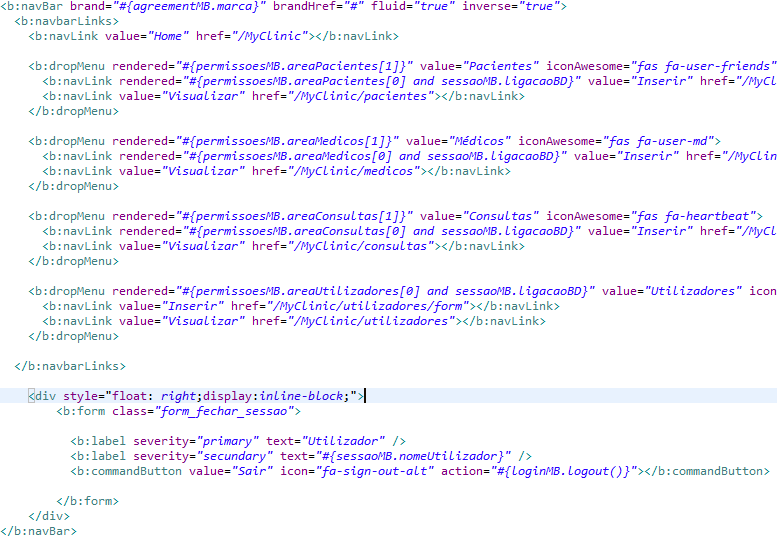 <b:navBar brand="#{agreementMB.marca}" brandHref="#" fluid="true" inverse="true">
<b:navbarLinks>
<b:navLink value="Home" href="/MyClinic"></b:navLink>
<b:dropMenu rendered="#{permissoesMB.areaPacientes[1]}" value="Pacientes" iconAwesome="fas fa-user-friends"
<b:navLink rendered="#{permissoesMB.areaPacientes[0] and sessaoMB.ligacaoBD}" value="Inserir" href="/MyCl
<b:navLink value="Visualizar" href="/MyClinic/pacientes"></b:navLink>
</b:dropMenu>
<b:dropMenu rendered="#{permissoesMB.areaMedicos[1]}" value="Médicos" iconAwesome="fas fa-user-md">
<b:navLink rendered="#{permissoesMB.areaMedicos[0] and sessaoMB.ligacaoBD}" value="Inserir" href="/MyClin
<b:navLink value="Visualizar" href="/MyClinic/medicos"></b:navLink>
</b:dropMenu>
<b:dropMenu rendered="#{permissoesMB.areaConsultas[1]}" value="Consultas" iconAwesome="fas fa-heartbeat">
<b:navLink rendered="#{permissoesMB.areaConsultas[0] and sessaoMB.ligacaoBD}" value="Inserir" href="/MyCl
<b:navLink value="Visualizar" href="/MyClinic/consultas"></b:navLink>
</b:dropMenu>
<b:dropMenu rendered="#{permissoesMB.areaUtilizadores[0] and sessaoMB.ligacaoBD}" value="Utilizadores" icon
<b:navLink value="Inserir" href="/MyClinic/utilizadores/form"></b:navLink>
<b:navLink value="Visualizar" href="/MyClinic/utilizadores"></b:navLink>
</b:dropMenu>
</b:navbarLinks>
<div style="float: right;display:inline-block;">
<b:form class="form_fechar_sessao">
<b:label severity="primary" text="Utilizador" />
<b:label severity="secundary" text="#{sessaoMB.nomeUtilizador}" />
<b:commandButton value="Sair" icon="fa-sign-out-alt" action="#{loginMB.logout()}"></b:commandButton>
</b:form>
</div>
</b:navBar>